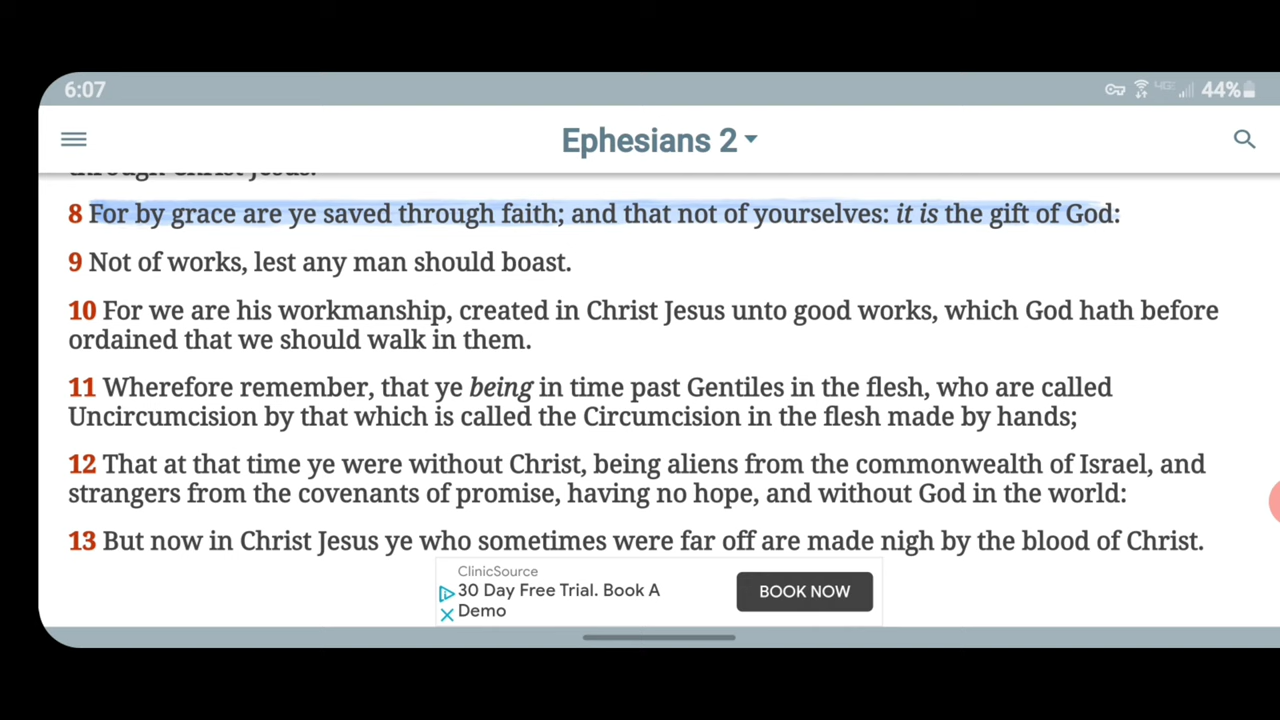 6:07
4GE 44%
Ephesians 2
through Christ Jesus.
8 For by grace are ye saved through faith; and that not of yourselves: it is the gift of God:
9 Not of works, lest any man should boast.
10 For we are his workmanship, created in Christ Jesus unto good works, which God hath before
ordained that we should walk in them.
11 Wherefore remember, that ye being in time past Gentiles in the flesh, who are called
Uncircumcision by that which is called the Circumcision in the flesh made by hands;
12 That at that time ye were without Christ, being aliens from the commonwealth of Israel, and
strangers from the covenants of promise, having no hope, and without God in the world:
13 But now in Christ Jesus ye who sometimes were far off are made nigh by the blood of Christ.
ClinicSource
30 Day Free Trial. Book A
Demo
BOOK NOW